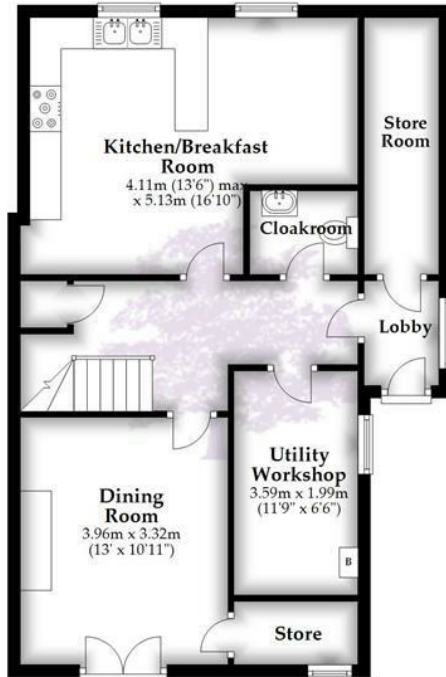 Kitchen/Breakfast
Room
4.11m (13'6") max
x 5.13m (16'10")
Store
Room
Cloakroom
Lobby
Utility
Workshop
3.59m x 1.99m
(11'9" x 6'6")
B
Dining
Room
3.96m x 3.32m
(13' x 10'11")
Store